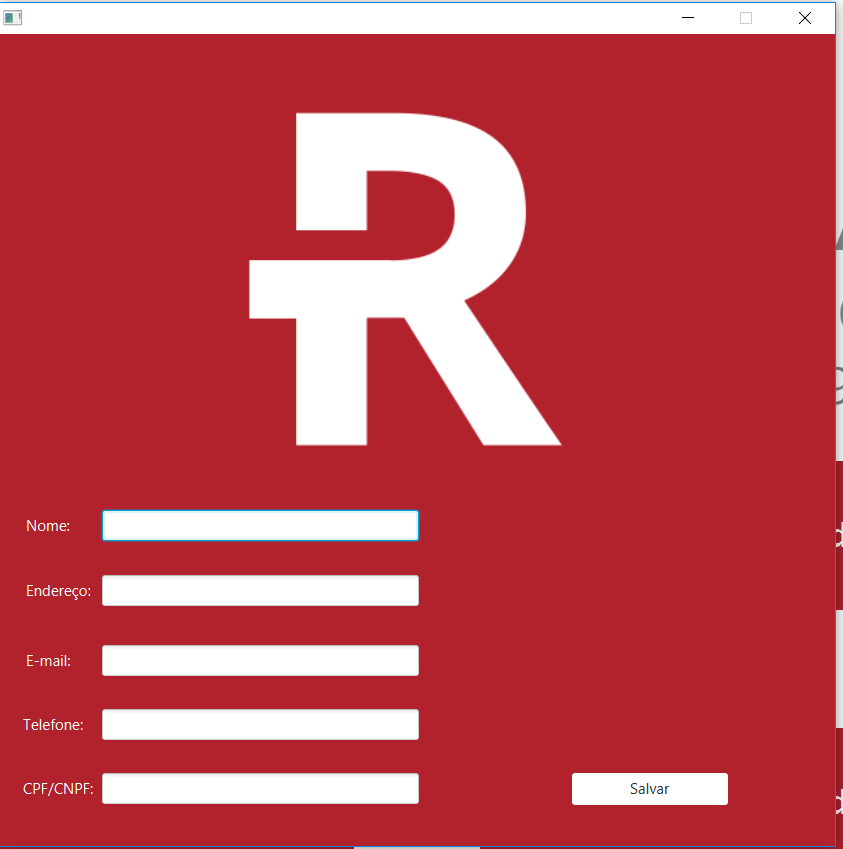 R
Nome:
Endereço:
E-mail:
Telefone:
CPF/CNPF:
Salvar